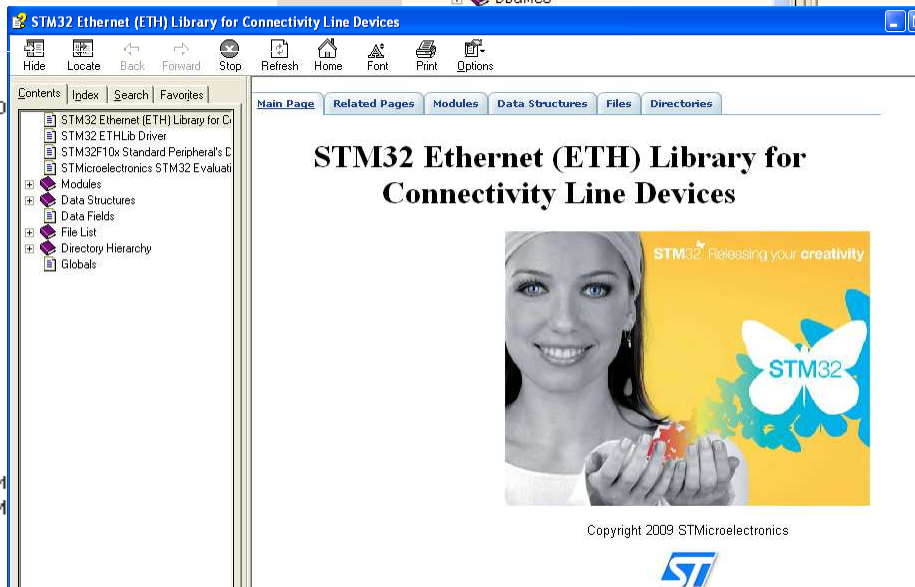 STM32 Ethernet (ETH) Library for Connectivity Line Devices
Hide Locate Back Forward Stop Refresh Home Font Print Options
Contents Index Search Favorites
STM32 Ethernet (ETH) Library for C
STM32 ETHLib Driver
STM32F10x Standard Peripheral's D
STMicroelectronics STM32 Evaluati
Modules
Data Structures
Data Fields
File List
Directory Hierarchy
Globals
Main Page Related Pages Modules Data Structures Files Directories
STM32 Ethernet (ETH) Library for
Connectivity Line Devices
STM32 Releasing your creativity
STM32
Copyright 2009 STMicroelectronics
ST